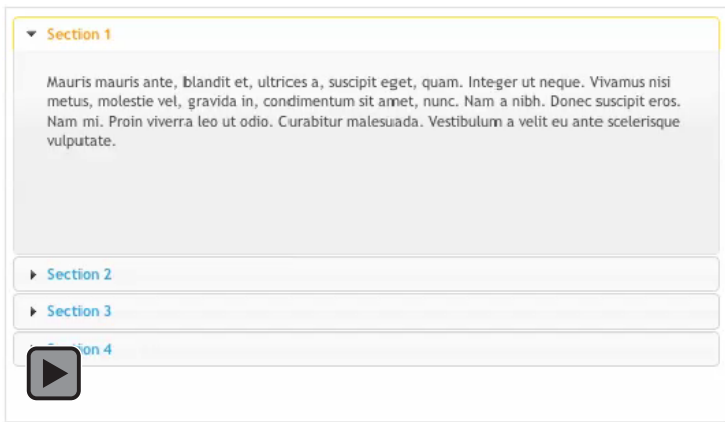 Section 1
Mauris mauris ante, blandit et, ultrices a, suscipit eget, quam. Integer ut neque. Vivamus nisi
metus, molestie vel, gravida in, condimentum sit amet, nunc. Nam a nibh. Donec suscipit eros.
Nam mi. Proin viverra leo ut odio. Curabitur malesuada. Vestibulum a velit eu ante scelerisque
vulputate.
Section 2
Section 3
4